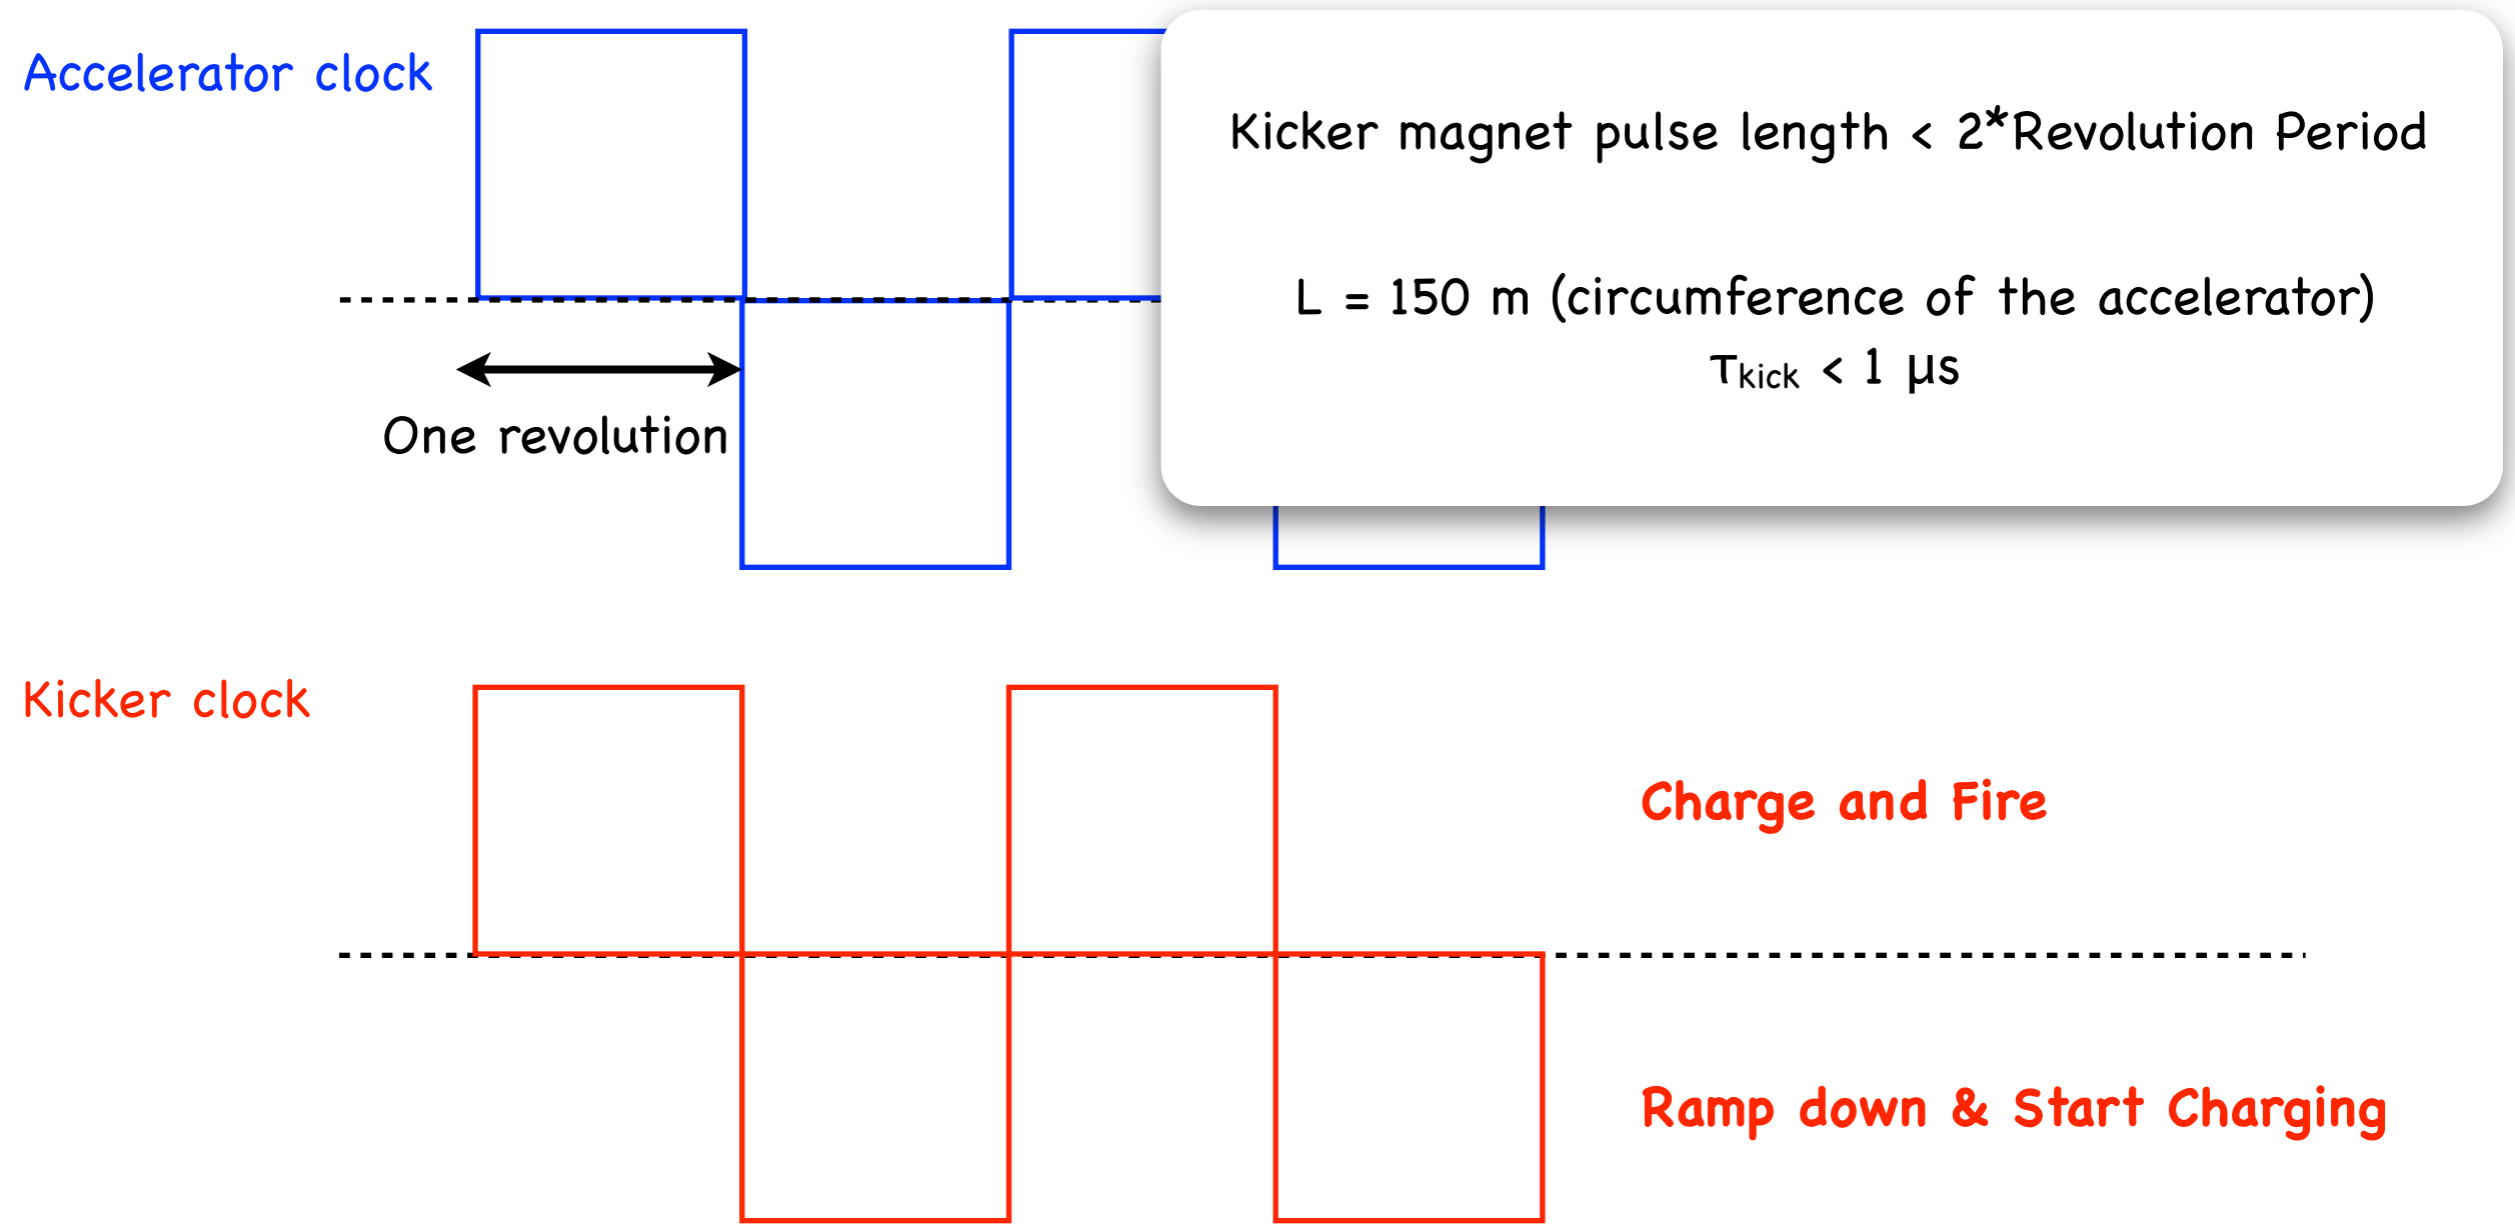 Accelerator clock
Kicker magnet pulse length < 2*Revolution Period
L = 150 m (circumference of the accelerator)
τkick < 1 µs
One revolution
Kicker clock
Charge and Fire
Ramp down & Start Charging